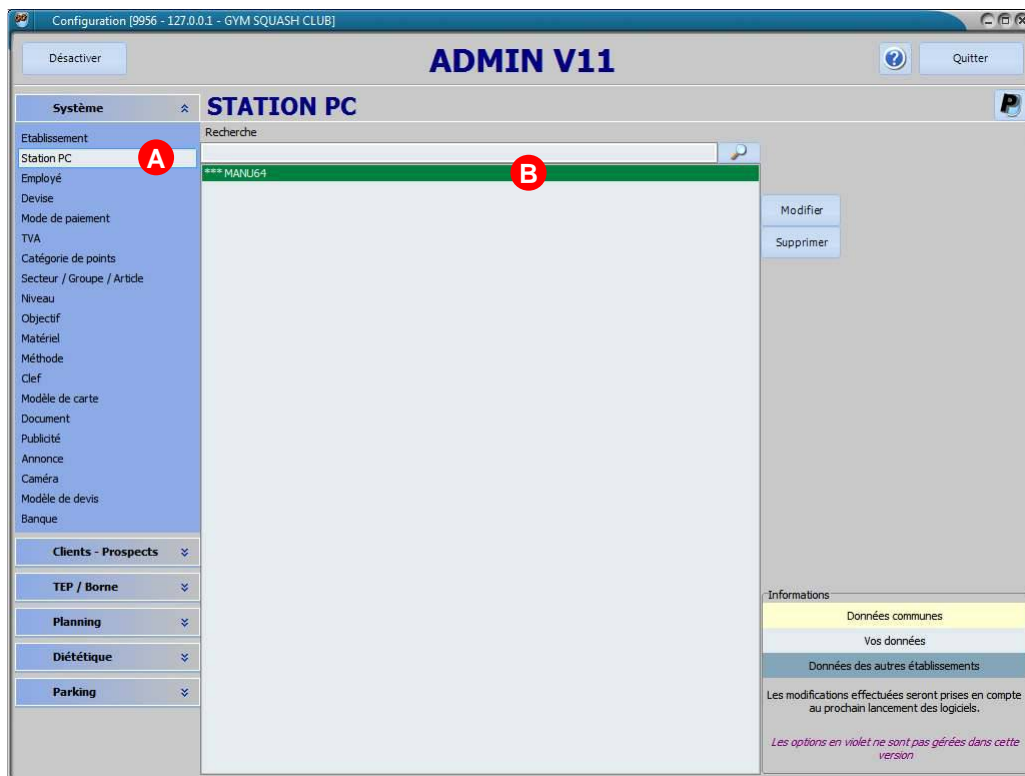 Configuration [9956 - 127.0.0.1 - GYM SQUASH CLUB]
Désactiver
ADMIN V11
?
Quitter
Système
STATION PC
P
Recherche
Etablissement
Station PC
A
*** MANU64
B
Employé
Devise
Mode de paiement
TVA
Catégorie de points
Secteur / Groupe / Article
Niveau
Objectif
Matériel
Méthode
Clef
Modèle de carte
Document
Publicité
Annonce
Caméra
Modèle de devis
Banque
Clients - Prospects
TEP / Borne
Planning
Diététique
Parking
Modifier
Supprimer
Informations
Données communes
Vos données
Données des autres établissements
Les modifications effectuées seront prises en compte
au prochain lancement des logiciels.
Les options en violet ne sont pas gérées dans cette
version